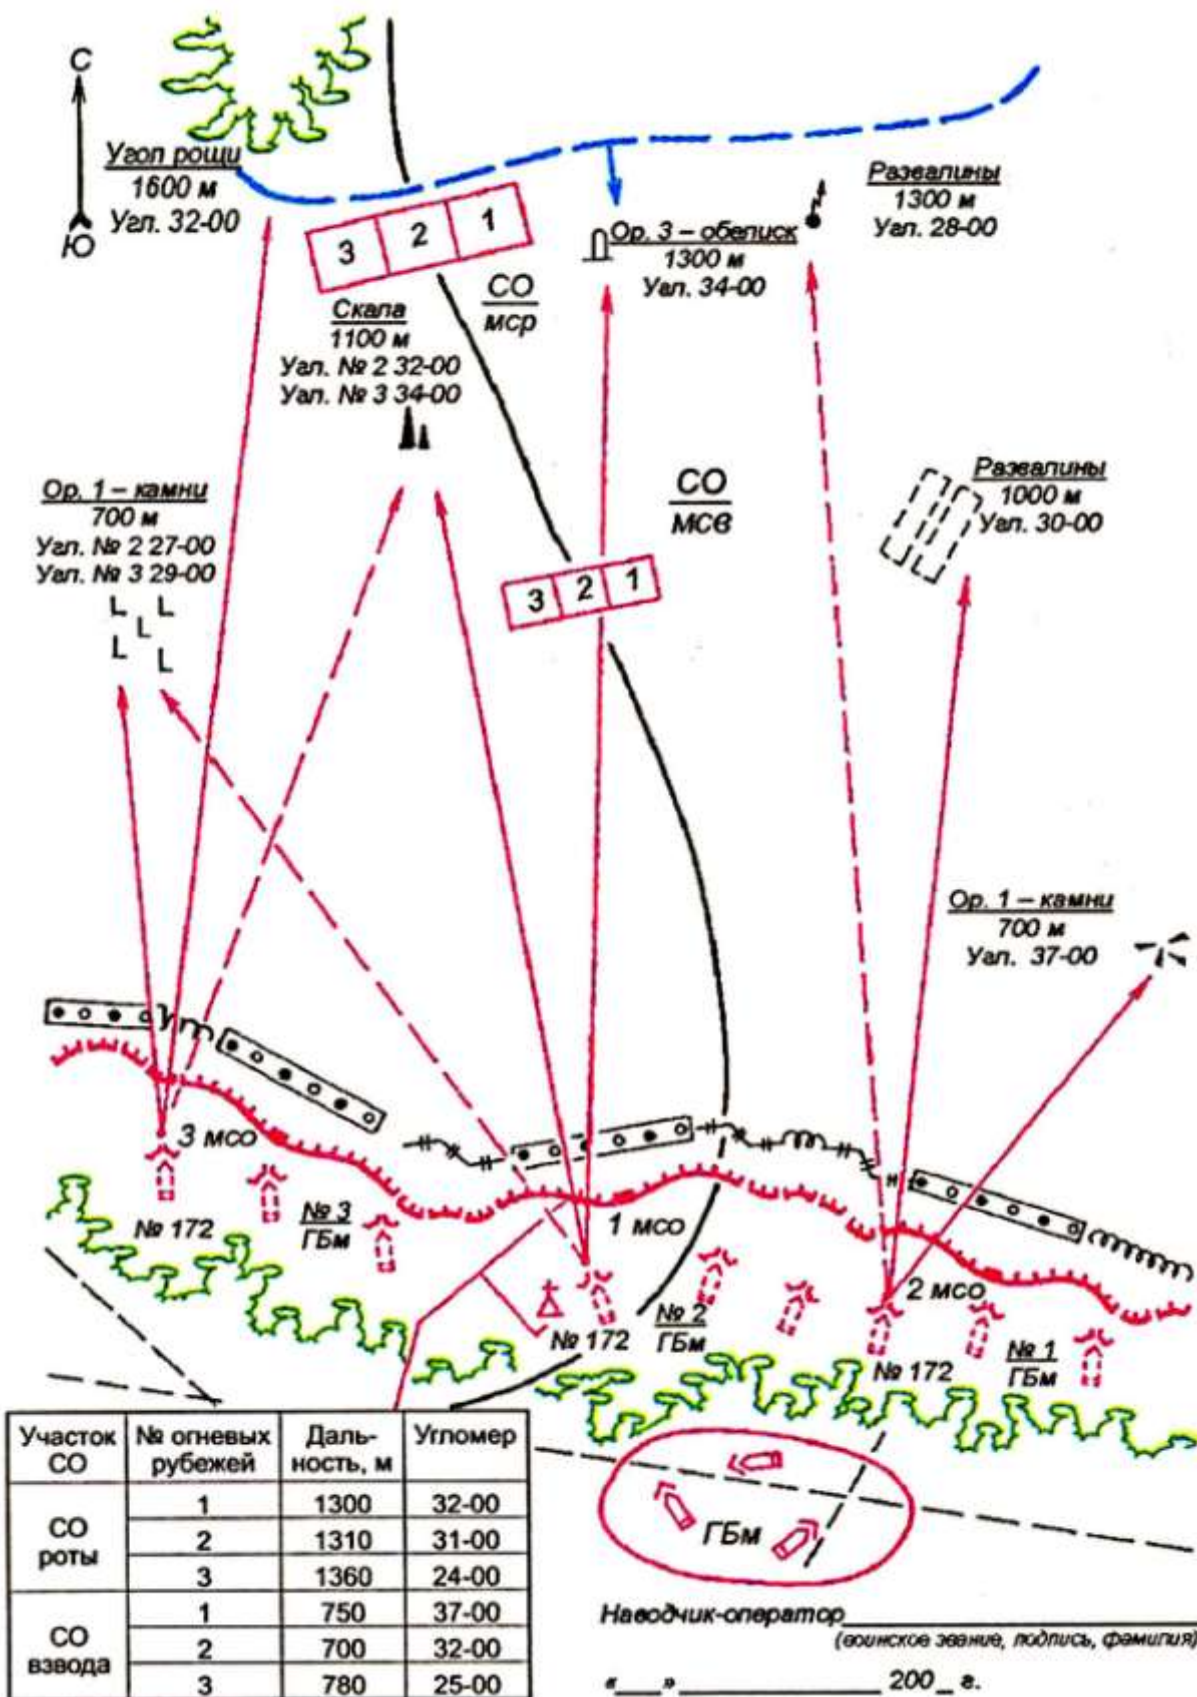 С
Ю
Угол рощи
1600 м
Угл. 32-00
3 2 1
СО
мср
Ор. 3 – обелиск
1300 м
Угл. 34-00
Развалины
1300 м
Угл. 28-00
Скала
1100 м
Угл. № 2 32-00
Угл. № 3 34-00
Ор. 1 – камни
700 м
Угл. № 2 27-00
Угл. № 3 29-00
СО
мсв
3 2 1
Развалины
1000 м
Угл. 30-00
Ор. 1 – камни
700 м
Угл. 37-00
3 мсо
№ 172
№ 3
ГБм
1 мсо
№ 172
№ 2
ГБм
2 мсо
№ 172
№ 1
ГБм
ГБм
Участок СО № огневых рубежей Даль-ность, м Угломер
СО роты
1 1300 32-00
2 1310 31-00
3 1360 24-00
СО взвода
1 750 37-00
2 700 32-00
3 780 25-00
Наводчик-оператор
(воинское звание, подпись, фамилия)
«___» ____________ 200_ г.